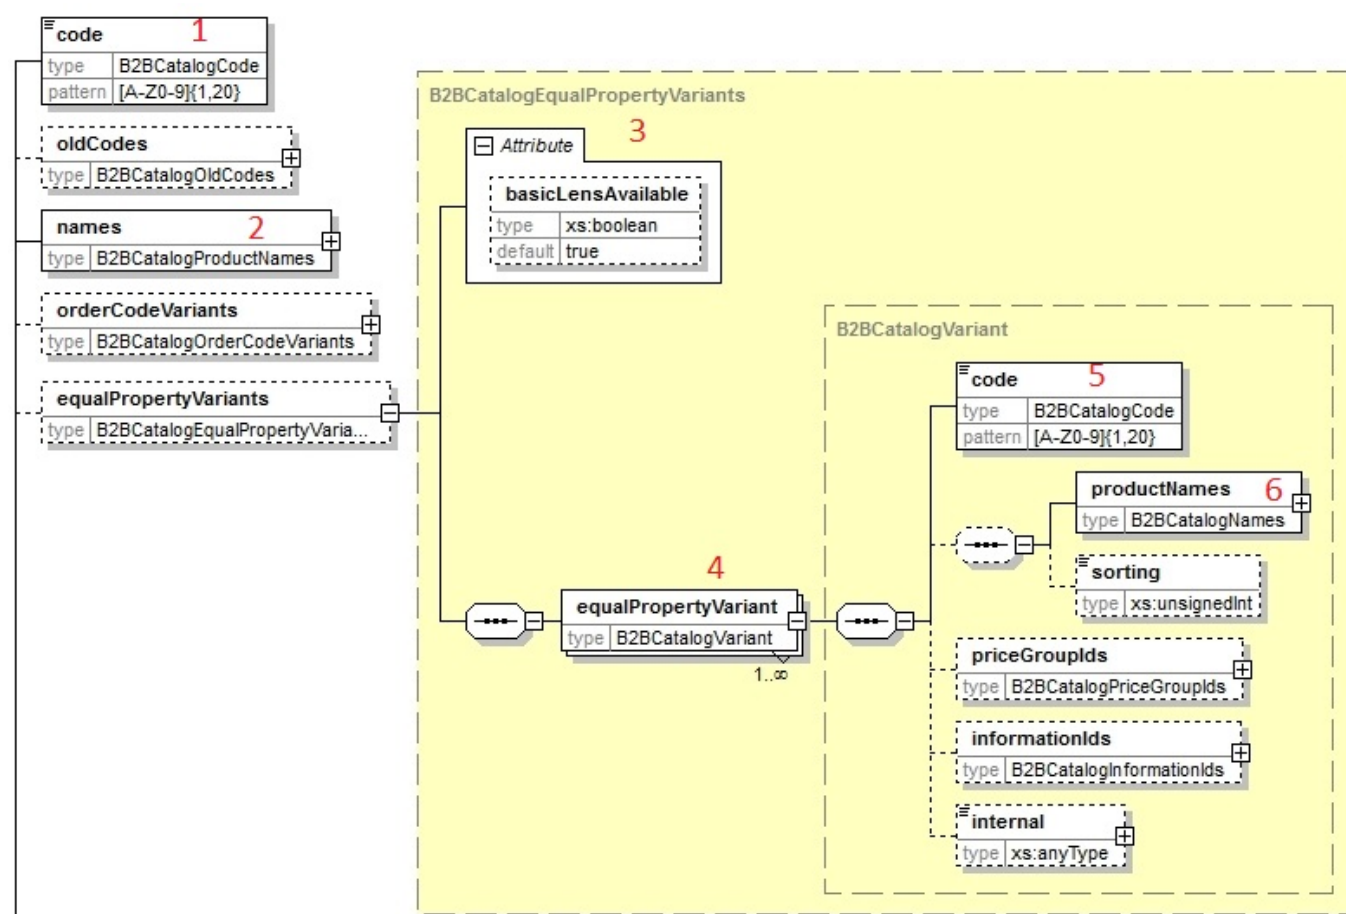 code 1
type B2BCatalogCode
pattern [A-Z0-9]{1,20}
oldCodes
type B2BCatalogOldCodes
names 2
type B2BCatalogProductNames
orderCodeVariants
type B2BCatalogOrderCodeVariants
equalPropertyVariants
type B2BCatalogEqualPropertyVaria...
B2BCatalogEqualPropertyVariants
3
Attribute
basicLensAvailable
type xs:boolean
default true
4
equalPropertyVariant
type B2BCatalogVariant
1..∞
B2BCatalogVariant
code 5
type B2BCatalogCode
pattern [A-Z0-9]{1,20}
productNames 6
type B2BCatalogNames
sorting
type xs:unsignedInt
priceGroupIds
type B2BCatalogPriceGroupIds
informationIds
type B2BCatalogInformationIds
internal
type xs:anyType